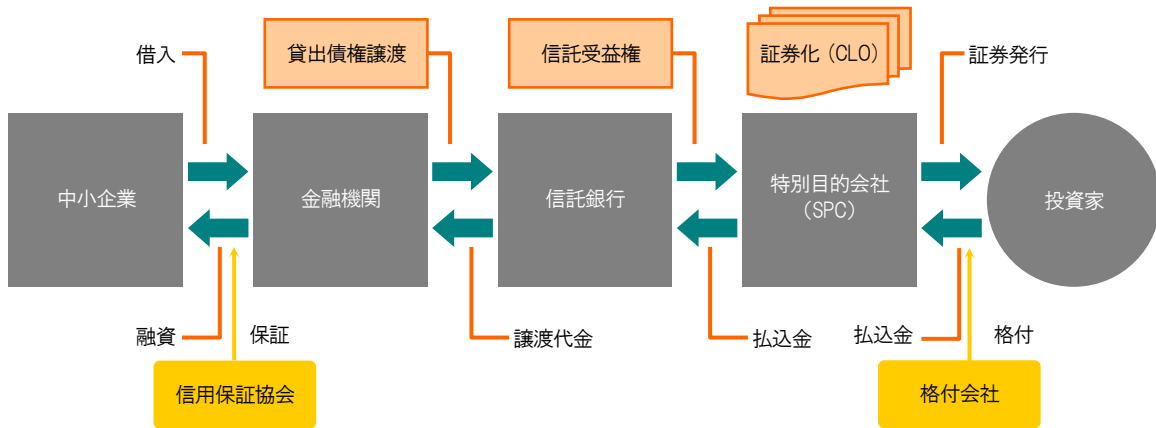 借入
貸出債権譲渡
信託受益権
証券化（CLO）
証券発行
中小企業
金融機関
信託銀行
特別目的会社
（SPC）
投資家
融資
保証
譲渡代金
払込金
払込金
格付
信用保証協会
格付会社